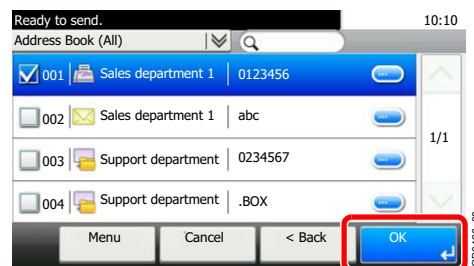 Ready to send. 10:10
Address Book (All)
001 Sales department 1 0123456
002 Sales department 1 abc
1/1
003 Support department 0234567
004 Support department .BOX
Menu Cancel < Back OK